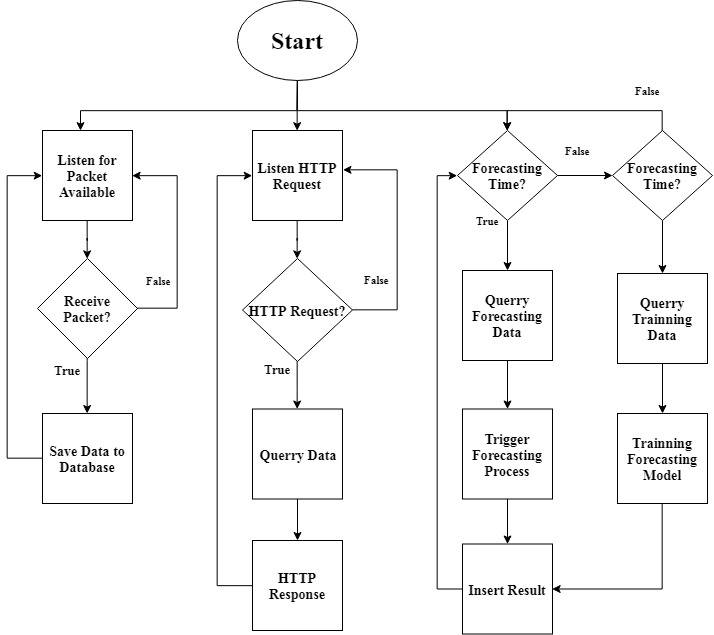 Start
False
Listen for
Packet
Available
Listen HTTP
Request
Forecasting
Time?
False
Forecasting
Time?
True
False
Receive
Packet?
False
HTTP Request?
Querry
Forecasting
Data
Querry
Trainning
Data
True
True
Save Data to
Database
Querry Data
Trigger
Forecasting
Process
Trainning
Forecasting
Model
HTTP
Response
Insert Result